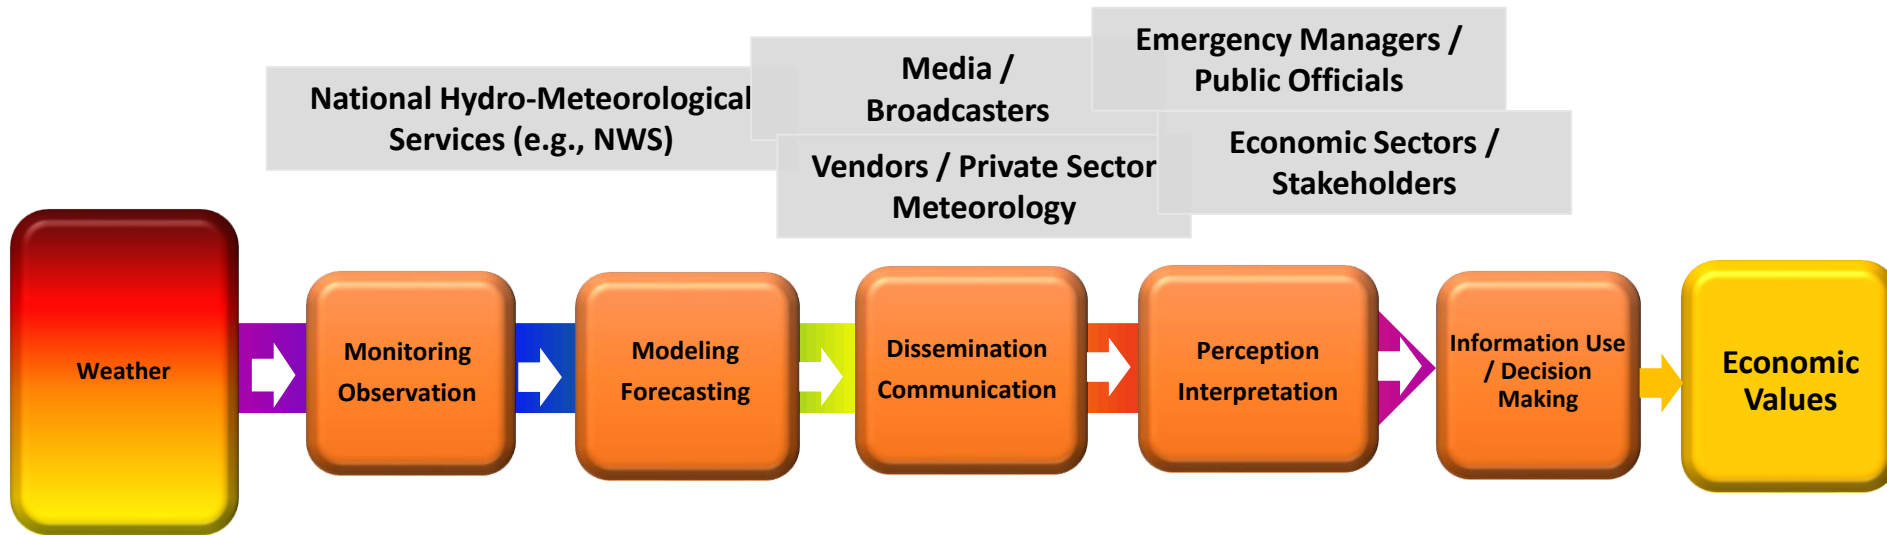 National Hydro-Meteorological
Services (e.g., NWS)
Media /
Broadcasters
Vendors / Private Sector
Meteorology
Emergency Managers /
Public Officials
Economic Sectors /
Stakeholders
Weather
Monitoring
Observation
Modeling
Forecasting
Dissemination
Communication
Perception
Interpretation
Information Use
/ Decision
Making
Economic
Values